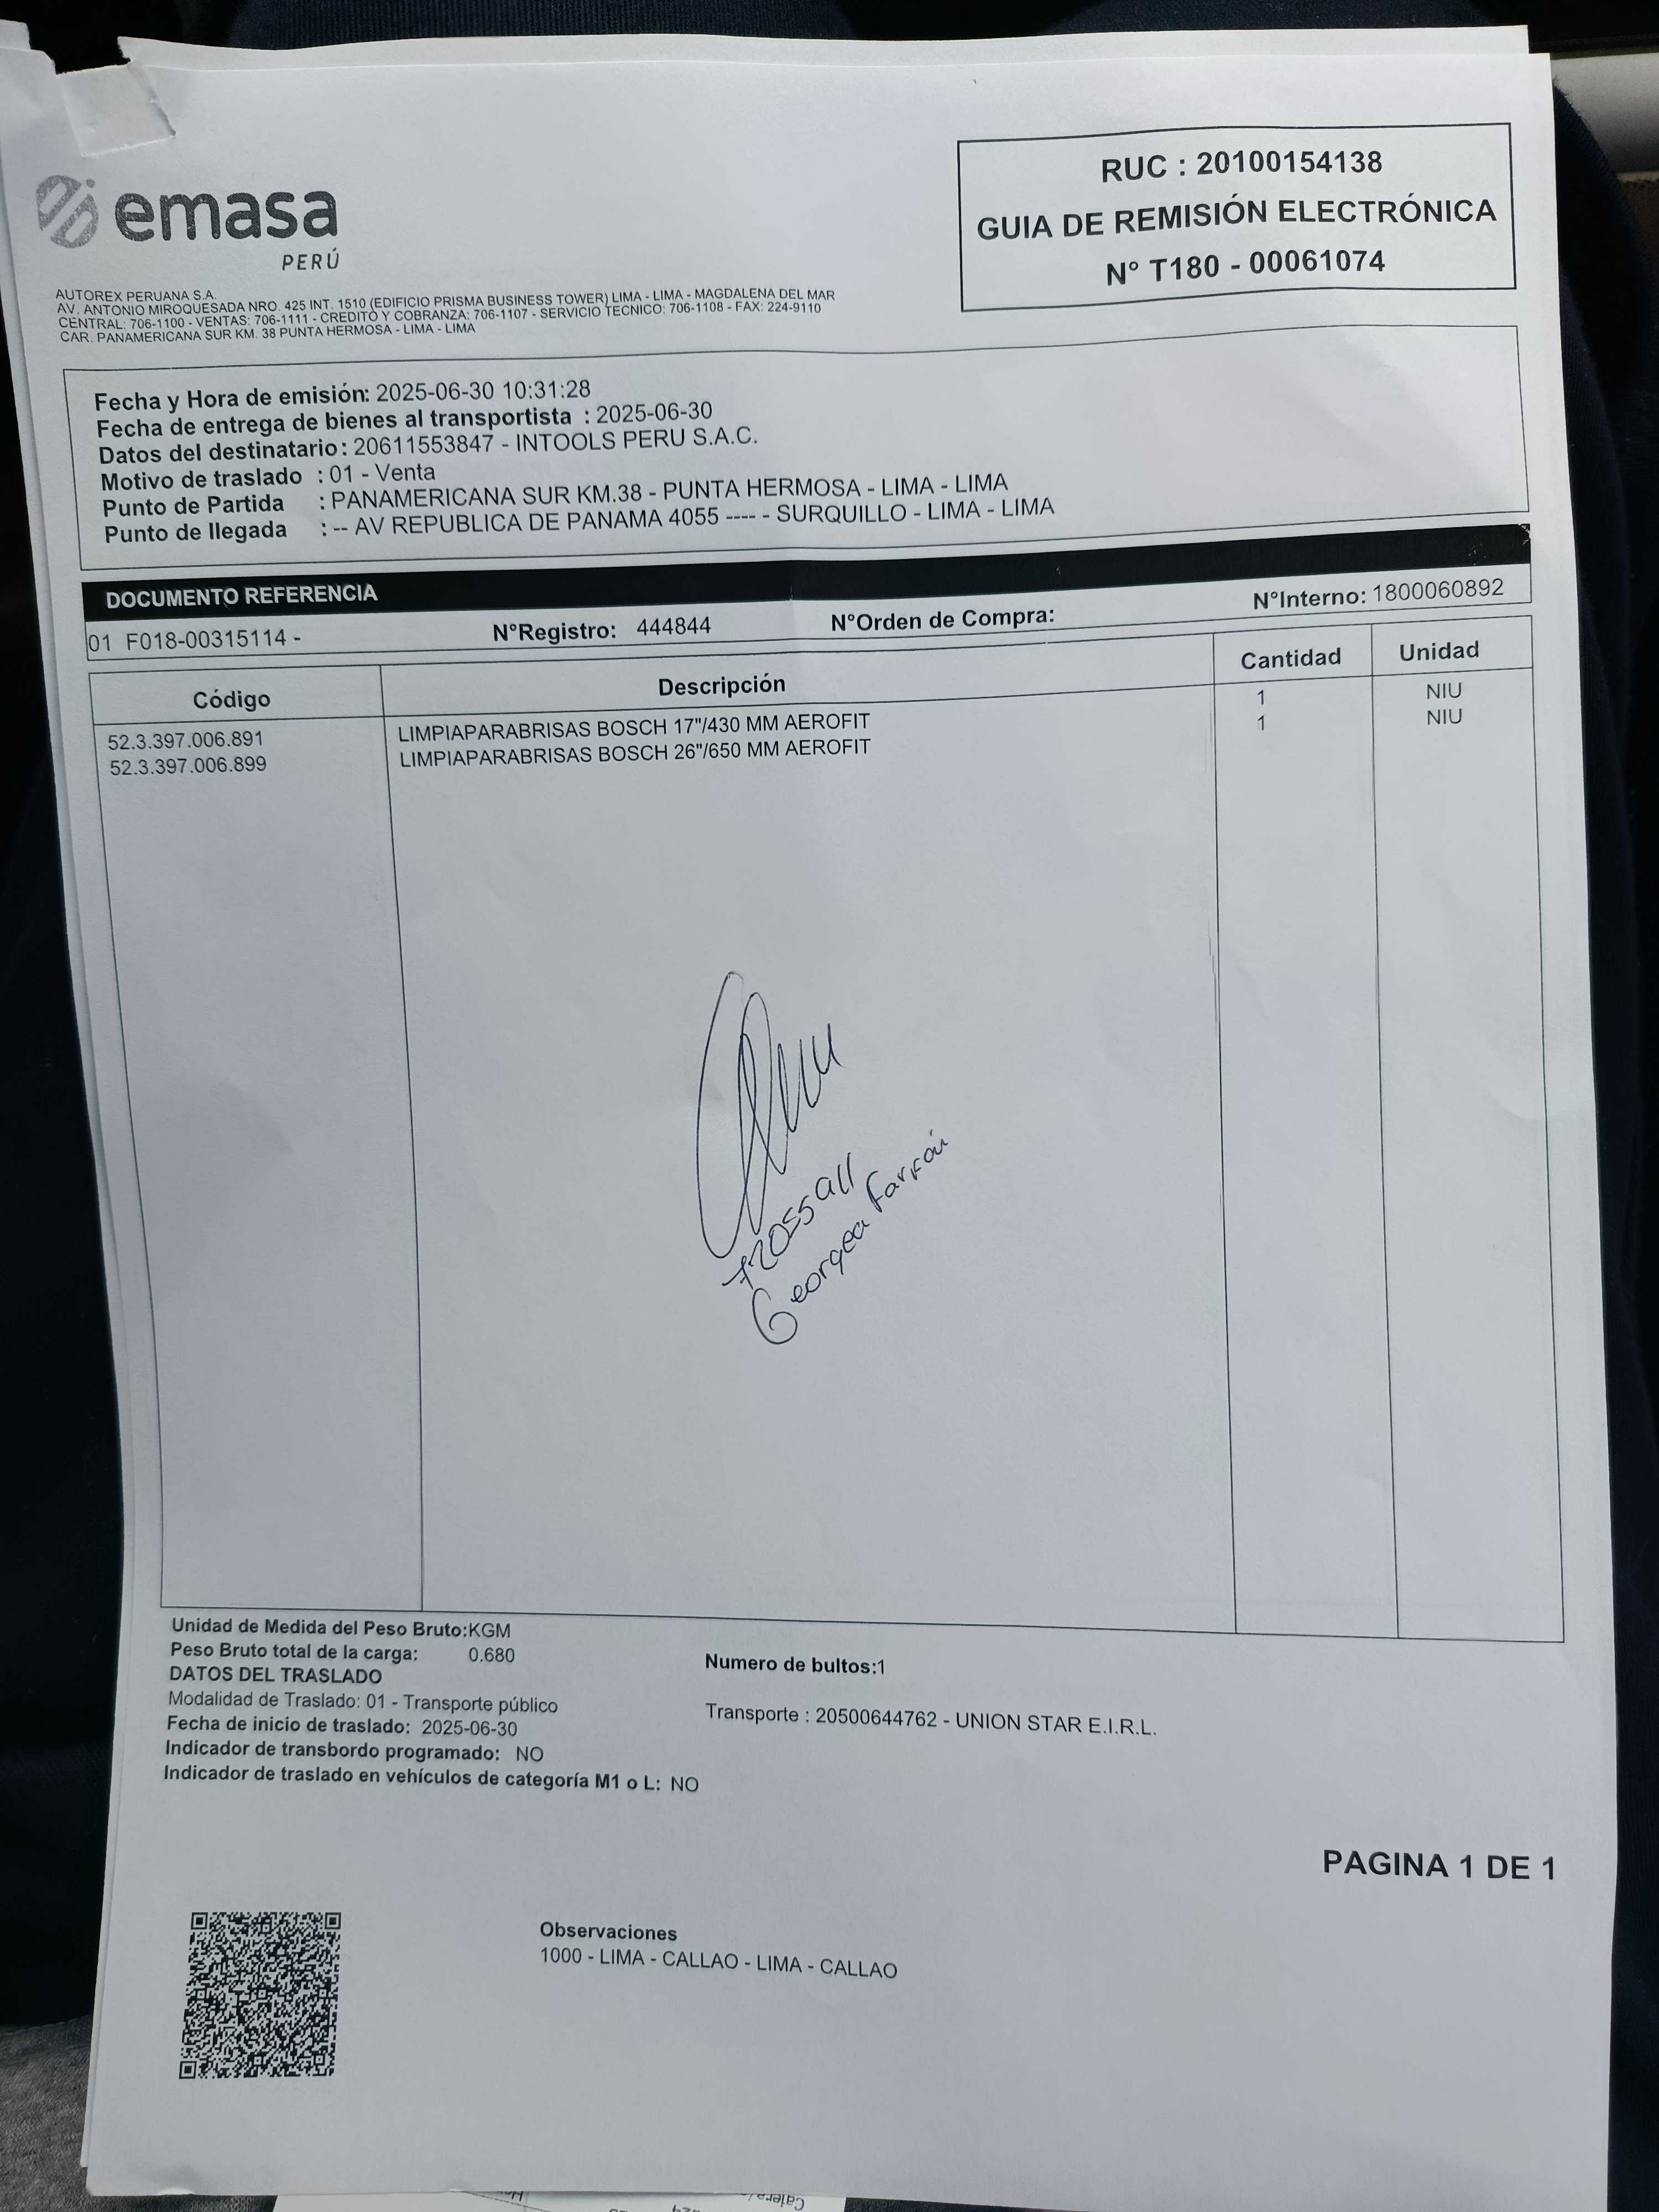 emasa
PERÚ
RUC : 20100154138
GUIA DE REMISIÓN ELECTRÓNICA
N° T180 - 00061074
AUTOREX PERUANA S.A.
AV. ANTONIO MIROQUESADA NRO. 425 INT. 1510 (EDIFICIO PRISMA BUSINESS TOWER) LIMA - LIMA - MAGDALENA DEL MAR
CENTRAL: 706-1100 - VENTAS: 706-1111 - CREDITO Y COBRANZA: 706-1107 - SERVICIO TECNICO: 706-1108 - FAX: 224-9110
CAR. PANAMERICANA SUR KM. 38 PUNTA HERMOSA - LIMA - LIMA
Fecha y Hora de emisión: 2025-06-30 10:31:28
Fecha de entrega de bienes al transportista : 2025-06-30
Datos del destinatario : 20611553847 - INTOOLS PERU S.A.C.
Motivo de traslado : 01 - Venta
Punto de Partida : PANAMERICANA SUR KM.38 - PUNTA HERMOSA - LIMA - LIMA
Punto de llegada : -- AV REPUBLICA DE PANAMA 4055 ---- - SURQUILLO - LIMA - LIMA
DOCUMENTO REFERENCIA
01 F018-00315114 - N°Registro: 444844 N°Orden de Compra: N°Interno: 1800060892
Código Descripción Cantidad Unidad
52.3.397.006.891 LIMPIAPARABRISAS BOSCH 17"/430 MM AEROFIT 1 NIU
52.3.397.006.899 LIMPIAPARABRISAS BOSCH 26"/650 MM AEROFIT 1 NIU
Unidad de Medida del Peso Bruto:KGM
Peso Bruto total de la carga: 0.680
Numero de bultos:1
DATOS DEL TRASLADO
Modalidad de Traslado: 01 - Transporte público
Transporte : 20500644762 - UNION STAR E.I.R.L.
Fecha de inicio de traslado: 2025-06-30
Indicador de transbordo programado: NO
Indicador de traslado en vehículos de categoría M1 o L: NO
PAGINA 1 DE 1
Observaciones
1000 - LIMA - CALLAO - LIMA - CALLAO